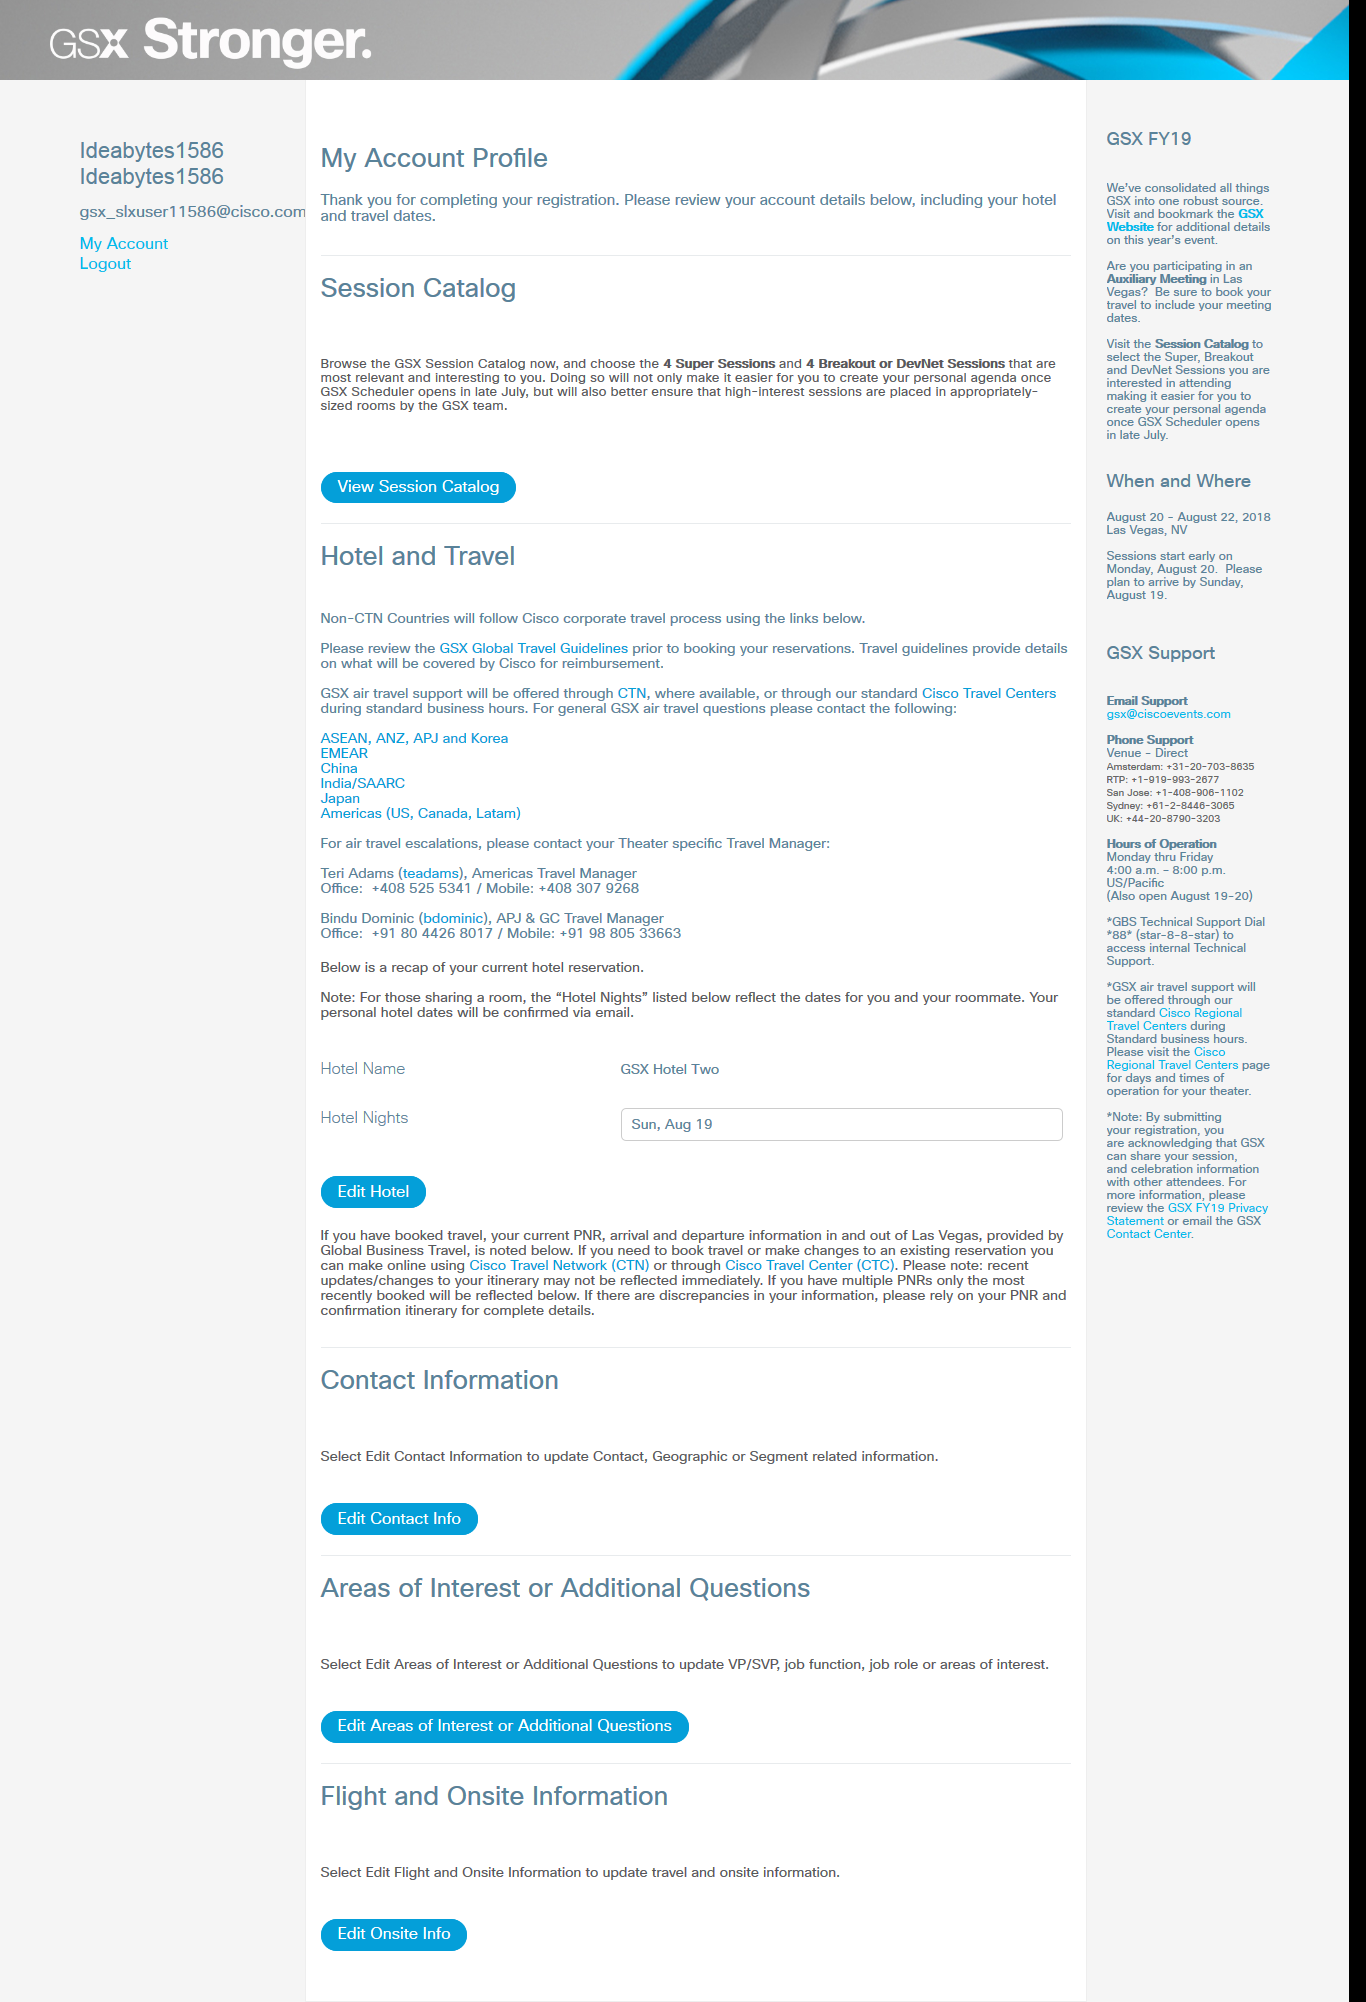 GSX Stronger.
Ideabytes1586
Ideabytes1586
gsx_slxuser11586@cisco.com
My Account
Logout
My Account Profile
Thank you for completing your registration. Please review your account details below, including your hotel
and travel dates.
Session Catalog
Browse the GSX Session Catalog now, and choose the 4 Super Sessions and 4 Breakout or DevNet Sessions that are
most relevant and interesting to you. Doing so will not only make it easier for you to create your personal agenda once
GSX Scheduler opens in late July, but will also better ensure that high-interest sessions are placed in appropriately-
sized rooms by the GSX team.
View Session Catalog
Hotel and Travel
Non-CTN Countries will follow Cisco corporate travel process using the links below.
Please review the GSX Global Travel Guidelines prior to booking your reservations. Travel guidelines provide details
on what will be covered by Cisco for reimbursement.
GSX air travel support will be offered through CTN, where available, or through our standard Cisco Travel Centers
during standard business hours. For general GSX air travel questions please contact the following:
ASEAN, ANZ, APJ and Korea
EMEAR
China
India/SAARC
Japan
Americas (US, Canada, Latam)
For air travel escalations, please contact your Theater specific Travel Manager:
Teri Adams (teadams), Americas Travel Manager
Office:  +408 525 5341 / Mobile: +408 307 9268
Bindu Dominic (bdominic), APJ & GC Travel Manager
Office:  +91 80 4426 8017 / Mobile: +91 98 805 33663
Below is a recap of your current hotel reservation.
Note: For those sharing a room, the “Hotel Nights” listed below reflect the dates for you and your roommate. Your
personal hotel dates will be confirmed via email.
Hotel Name GSX Hotel Two
Hotel Nights Sun, Aug 19
Edit Hotel
If you have booked travel, your current PNR, arrival and departure information in and out of Las Vegas, provided by
Global Business Travel, is noted below. If you need to book travel or make changes to an existing reservation you
can make online using Cisco Travel Network (CTN) or through Cisco Travel Center (CTC). Please note: recent
updates/changes to your itinerary may not be reflected immediately. If you have multiple PNRs only the most
recently booked will be reflected below. If there are discrepancies in your information, please rely on your PNR and
confirmation itinerary for complete details.
Contact Information
Select Edit Contact Information to update Contact, Geographic or Segment related information.
Edit Contact Info
Areas of Interest or Additional Questions
Select Edit Areas of Interest or Additional Questions to update VP/SVP, job function, job role or areas of interest.
Edit Areas of Interest or Additional Questions
Flight and Onsite Information
Select Edit Flight and Onsite Information to update travel and onsite information.
Edit Onsite Info
GSX FY19
We've consolidated all things
GSX into one robust source.
Visit and bookmark the GSX
Website for additional details
on this year's event.
Are you participating in an
Auxiliary Meeting in Las
Vegas?  Be sure to book your
travel to include your meeting
dates.
Visit the Session Catalog to
select the Super, Breakout
and DevNet Sessions you are
interested in attending
making it easier for you to
create your personal agenda
once GSX Scheduler opens
in late July.
When and Where
August 20 - August 22, 2018
Las Vegas, NV
Sessions start early on
Monday, August 20.  Please
plan to arrive by Sunday,
August 19.
GSX Support
Email Support
gsx@ciscoevents.com
Phone Support
Venue - Direct
Amsterdam: +31-20-703-8635
RTP: +1-919-993-2677
San Jose: +1-408-906-1102
Sydney: +61-2-8446-3065
UK: +44-20-8790-3203
Hours of Operation
Monday thru Friday
4:00 a.m. - 8:00 p.m.
US/Pacific
(Also open August 19-20)
*GBS Technical Support Dial
*88* (star-8-8-star) to
access internal Technical
Support.
*GSX air travel support will
be offered through our
standard Cisco Regional
Travel Centers during
Standard business hours.
Please visit the Cisco
Regional Travel Centers page
for days and times of
operation for your theater.
*Note: By submitting
your registration, you
are acknowledging that GSX
can share your session,
and celebration information
with other attendees. For
more information, please
review the GSX FY19 Privacy
Statement or email the GSX
Contact Center.